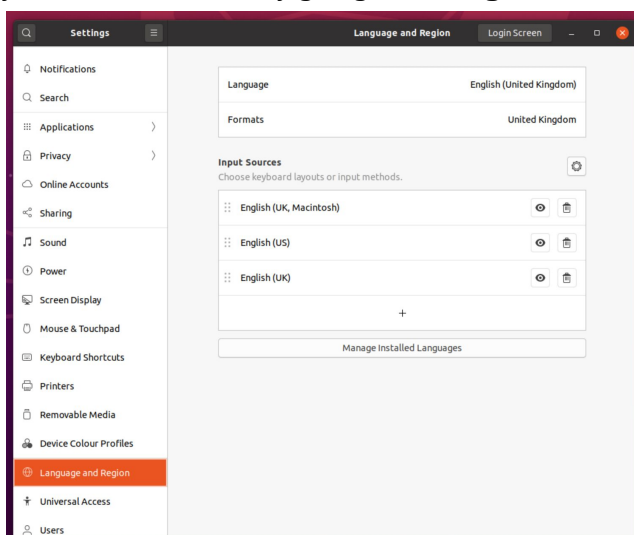 Settings
Language and Region
Login Screen
Notifications
Search
Applications
Privacy
Online Accounts
Sharing
Sound
Power
Screen Display
Mouse & Touchpad
Keyboard Shortcuts
Printers
Removable Media
Device Colour Profiles
Language and Region
Universal Access
Users
Language English (United Kingdom)
Formats United Kingdom
Input Sources
Choose keyboard layouts or input methods.
English (UK, Macintosh)
English (US)
English (UK)
+
Manage Installed Languages